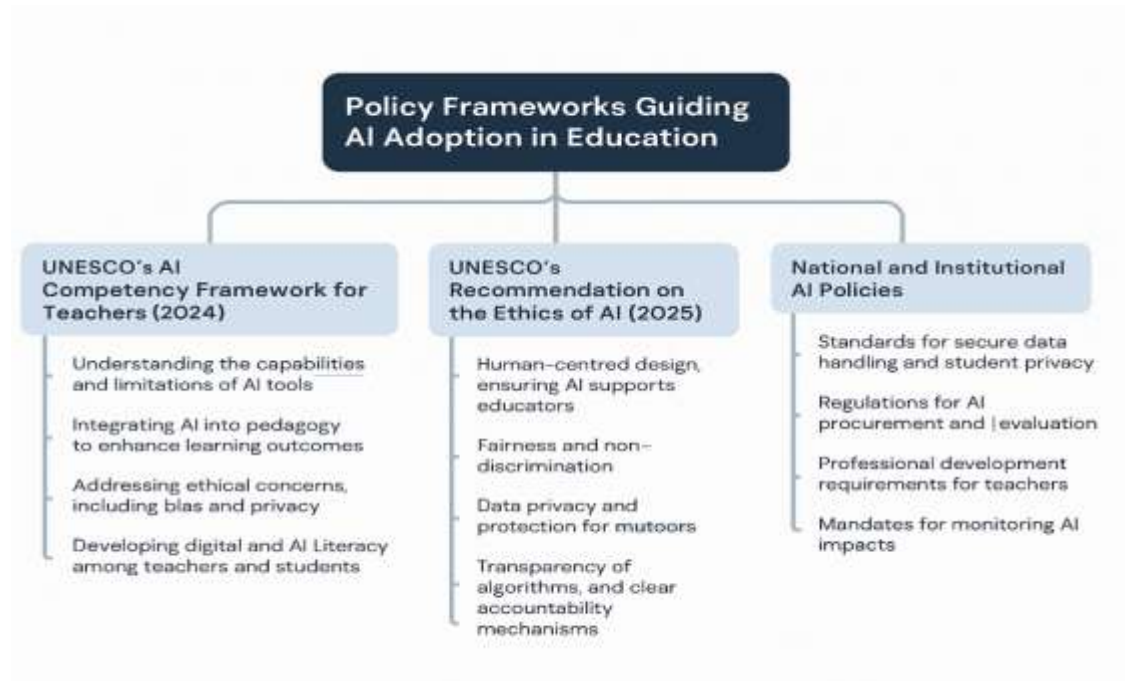 Policy Frameworks Guiding
AI Adoption in Education
UNESCO's AI
Competency Framework for
Teachers (2024)
Understanding the capabilities
and limitations of AI tools
Integrating AI into pedagogy
to enhance learning outcomes
Addressing ethical concerns,
including blas and privacy
Developing digital and AI Literacy
among teachers and students
UNESCO's
Recommendation on
the Ethics of AI (2025)
Human-centred design,
ensuring AI supports
educators
Fairness and non-
discrimination
Data privacy and
protection for mutoors
Transparency of
algorithms, and clear
accountability
mechanisms
National and Institutional
AI Policies
Standards for secure data
handling and student privacy
Regulations for AI
procurement and |evaluation
Professional development
requirements for teachers
Mandates for monitoring AI
impacts